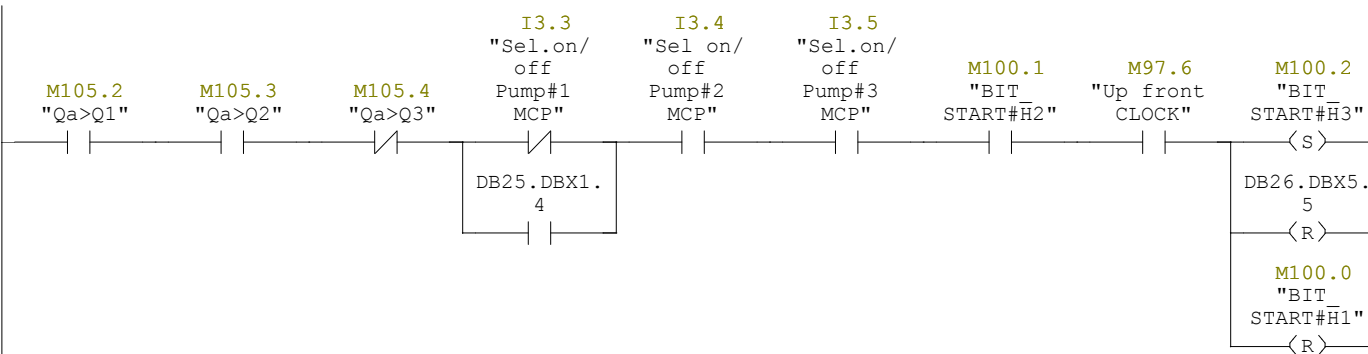 I3.3
"Sel.on/
off
Pump#1
MCP"
I3.4
"Sel on/
off
Pump#2
MCP"
I3.5
"Sel.on/
off
Pump#3
MCP"
M105.2
"Qa>Q1"
M105.3
"Qa>Q2"
M105.4
"Qa>Q3"
M100.1
"BIT_
START#H2"
M97.6
"Up front
CLOCK"
M100.2
"BIT_
START#H3"
S
DB25.DBX1.
4
DB26.DBX5.
5
R
M100.0
"BIT_
START#H1"
R